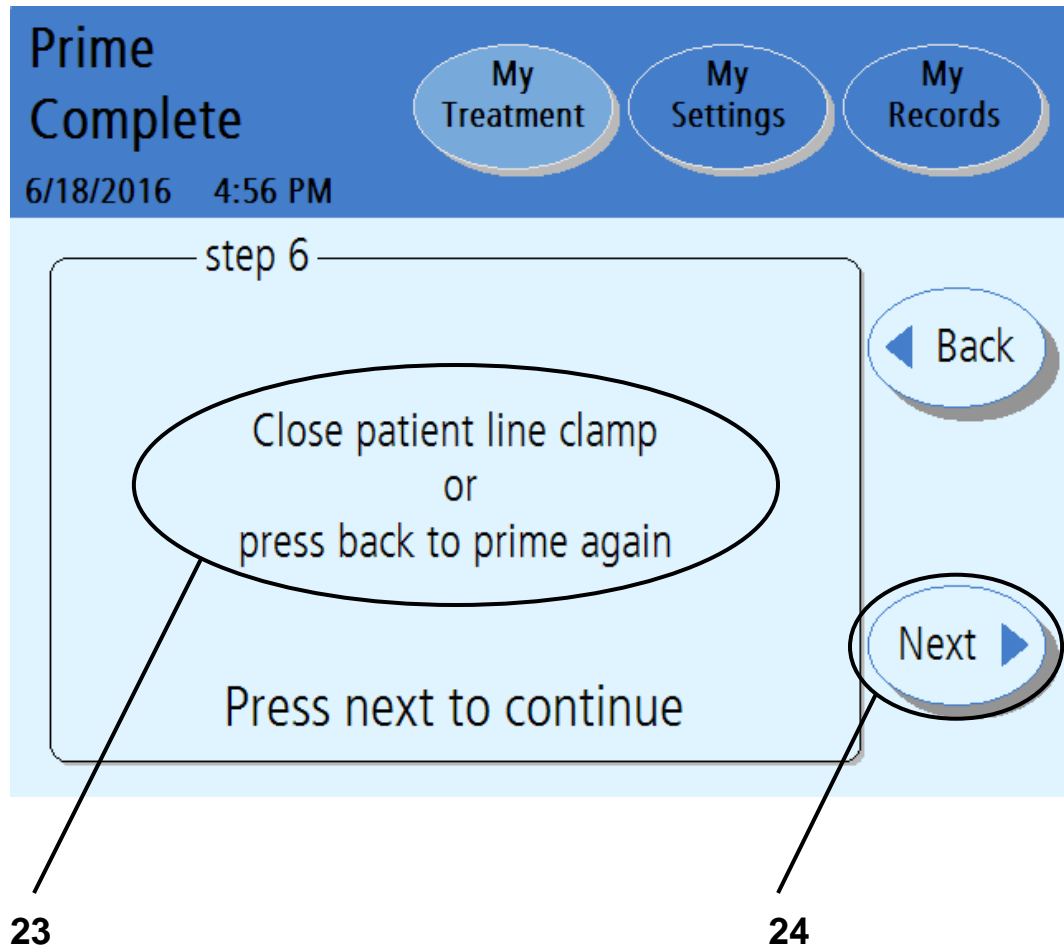 Prime
Complete
My
Treatment
My
Settings
My
Records
6/18/2016 4:56 PM
step 6
Back
Close patient line clamp
or
press back to prime again
Next
Press next to continue
23
24